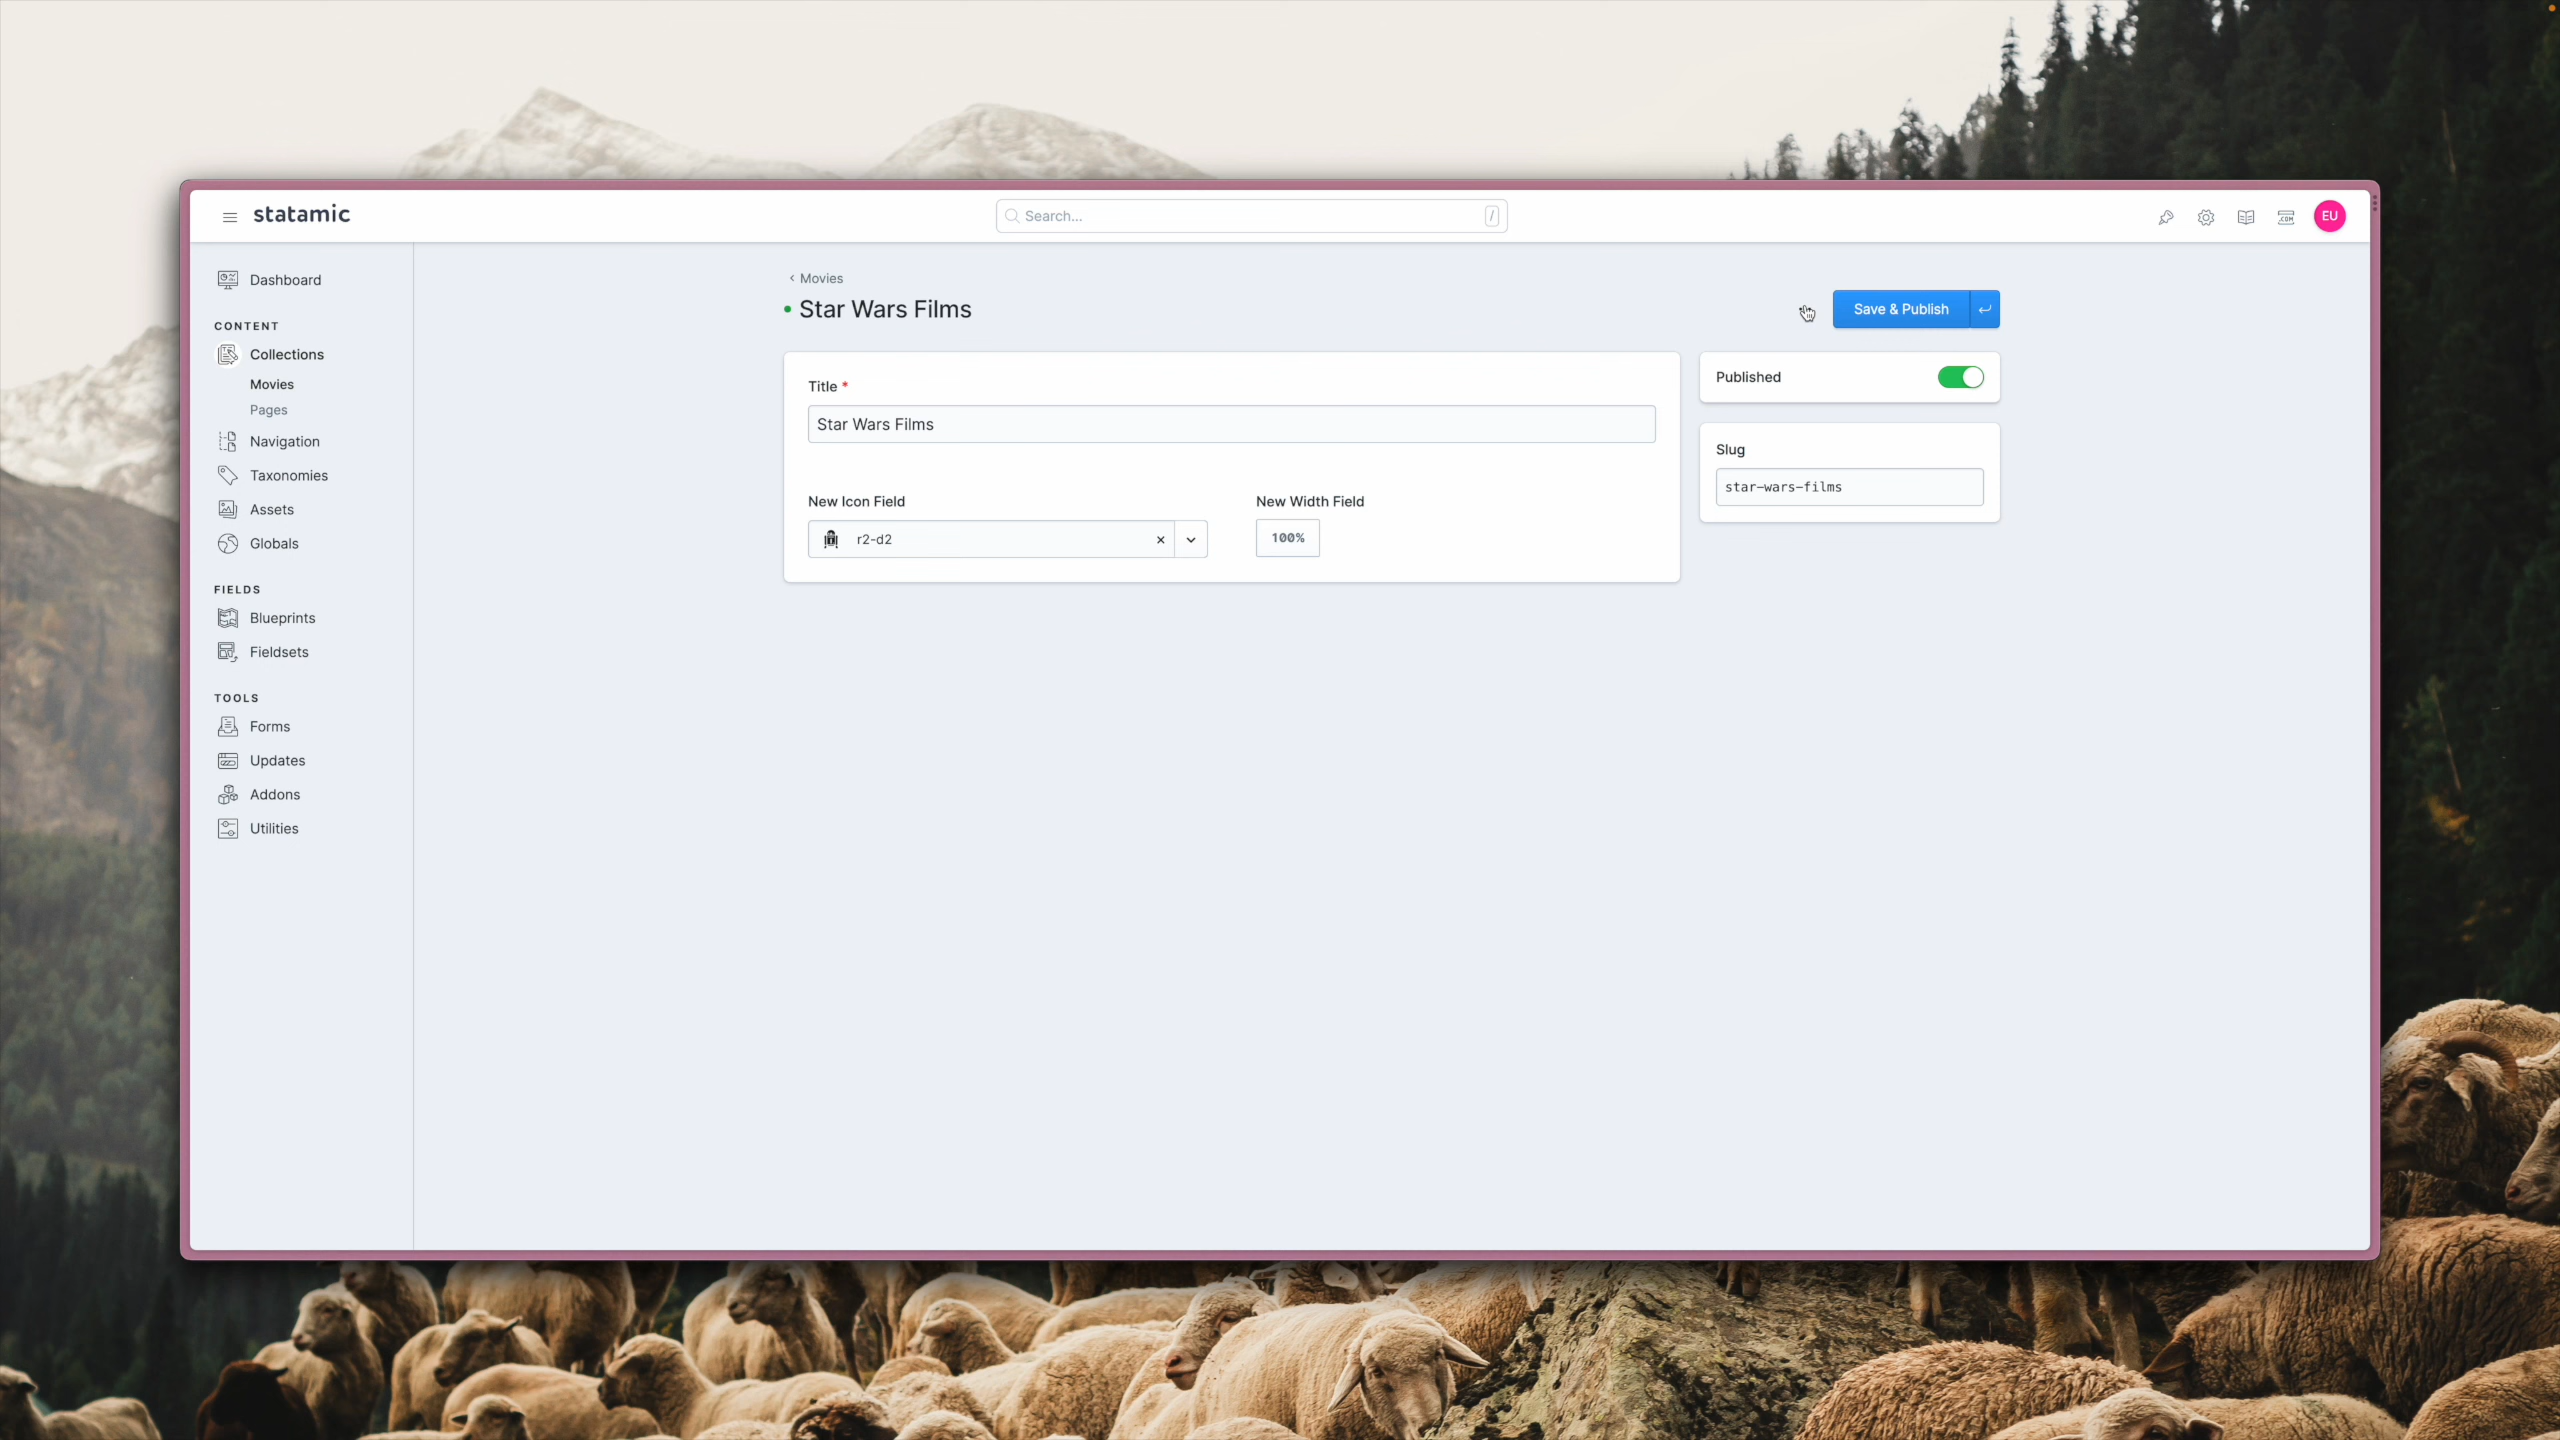 statamic
Search...
/
EU
Dashboard
CONTENT
Collections
Movies
Pages
Navigation
Taxonomies
Assets
Globals
FIELDS
Blueprints
Fieldsets
TOOLS
Forms
Updates
Addons
Utilities
Movies
Star Wars Films
Save & Publish
Title *
Star Wars Films
New Icon Field
r2-d2
New Width Field
100%
Published
Slug
star-wars-films